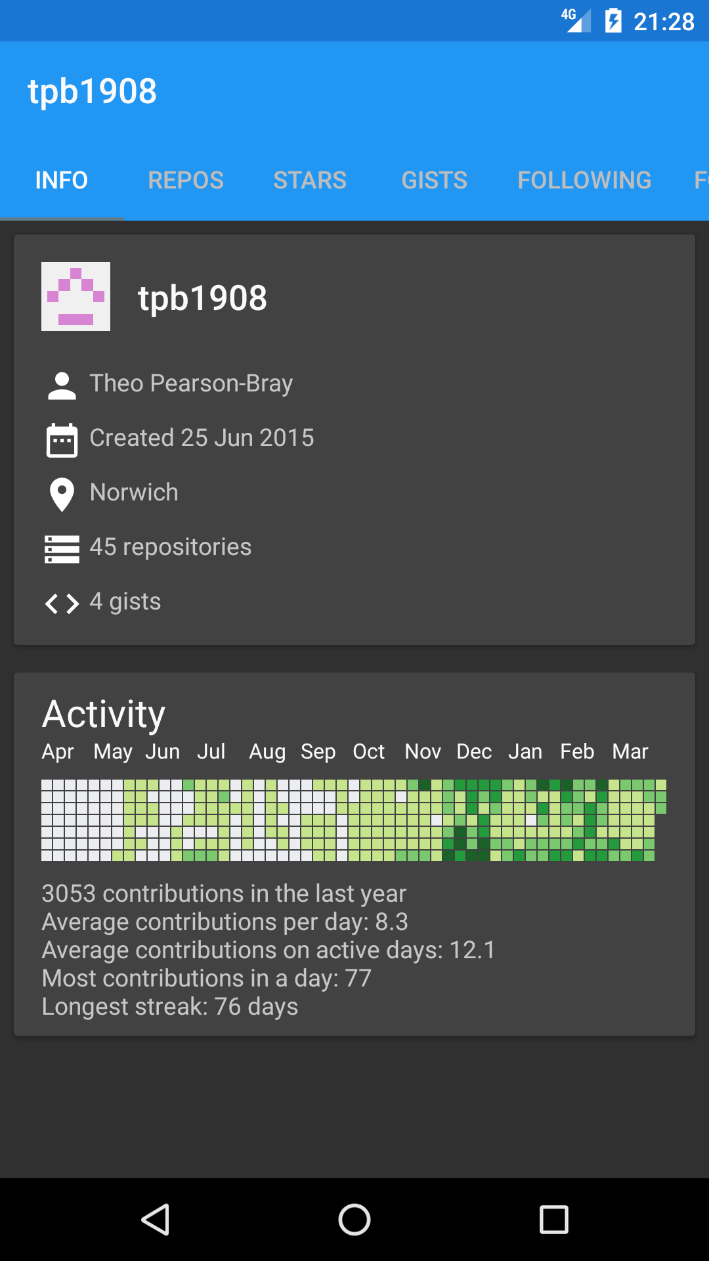 4G 21:28
tpb1908
INFO REPOS STARS GISTS FOLLOWING
tpb1908
Theo Pearson-Bray
Created 25 Jun 2015
Norwich
45 repositories
4 gists
Activity
Apr May Jun Jul Aug Sep Oct Nov Dec Jan Feb Mar
3053 contributions in the last year
Average contributions per day: 8.3
Average contributions on active days: 12.1
Most contributions in a day: 77
Longest streak: 76 days